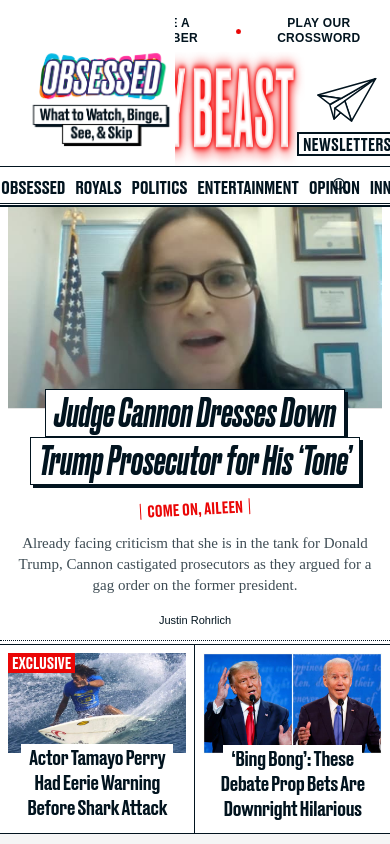 E A
BER
PLAY OUR
CROSSWORD
OBSESSED
What to Watch, Binge,
See, & Skip
Y BEAST
NEWSLETTERS
OBSESSED ROYALS POLITICS ENTERTAINMENT OPINION INN
Judge Cannon Dresses Down
Trump Prosecutor for His ‘Tone’
COME ON, AILEEN
Already facing criticism that she is in the tank for Donald
Trump, Cannon castigated prosecutors as they argued for a
gag order on the former president.
Justin Rohrlich
EXCLUSIVE
Actor Tamayo Perry
Had Eerie Warning
Before Shark Attack
‘Bing Bong’: These
Debate Prop Bets Are
Downright Hilarious